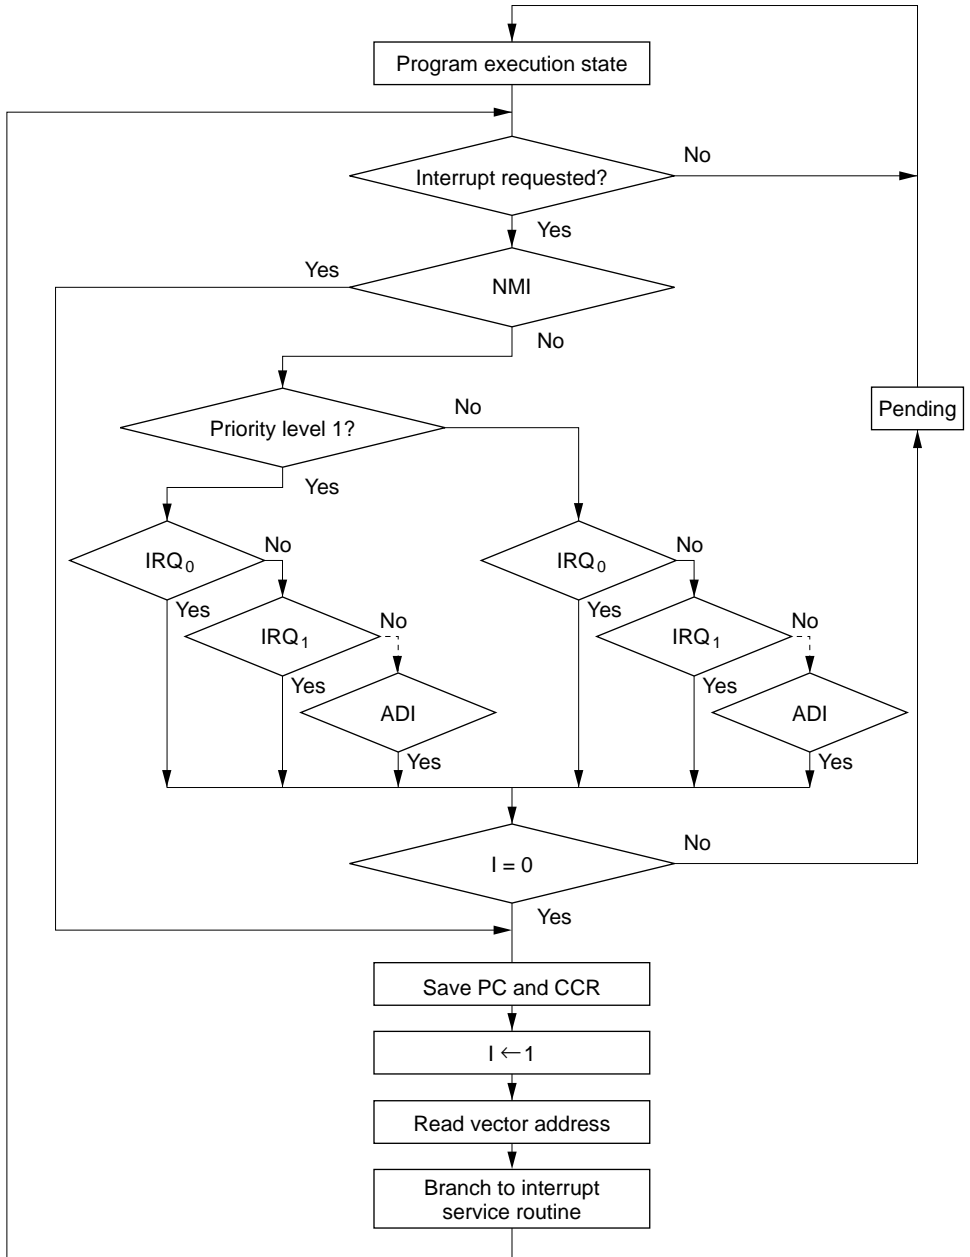 Program execution state
No
Interrupt requested?
Yes
Yes
NMI
No
Pending
No
Priority level 1?
Yes
No
No
IRQ0
IRQ0
Yes
No
Yes
No
IRQ1
IRQ1
Yes
Yes
ADI
ADI
Yes
Yes
No
I = 0
Yes
Save PC and CCR
I ← 1
Read vector address
Branch to interrupt
service routine